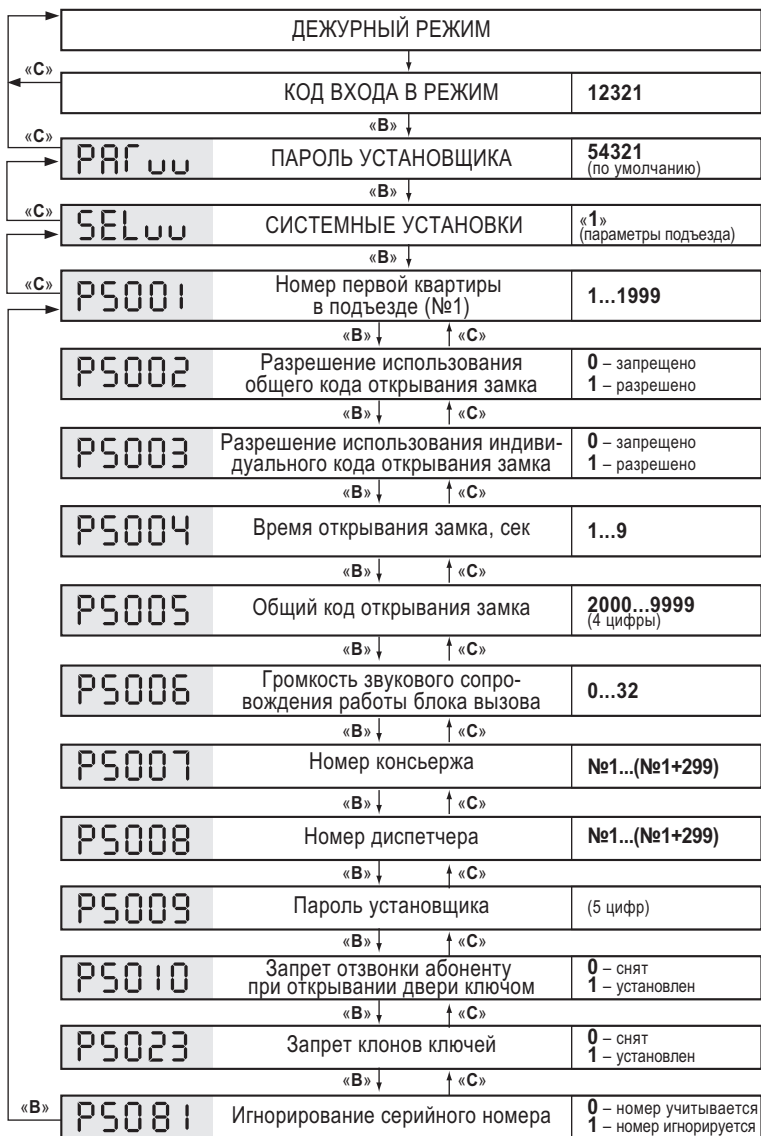 ДЕЖУРНЫЙ РЕЖИМ
«С»
КОД ВХОДА В РЕЖИМ 12321
«В»
«С»
PAГ ПАРОЛЬ УСТАНОВЩИКА 54321
(по умолчанию)
«В»
«С»
SEL СИСТЕМНЫЕ УСТАНОВКИ «1»
(параметры подъезда)
«В»
«С»
PS001 Номер первой квартиры
в подъезде (№1) 1...1999
«В» «С»
PS002 Разрешение использования
общего кода открывания замка
0 – запрещено
1 – разрешено
«В» «С»
PS003 Разрешение использования индиви-
дуального кода открывания замка
0 – запрещено
1 – разрешено
«В» «С»
PS004 Время открывания замка, сек 1...9
«В» «С»
PS005 Общий код открывания замка 2000...9999
(4 цифры)
«В» «С»
PS006 Громкость звукового сопро-
вождения работы блока вызова 0...32
«В» «С»
PS007 Номер консьержа №1...(№1+299)
«В» «С»
PS008 Номер диспетчера №1...(№1+299)
«В» «С»
PS009 Пароль установщика (5 цифр)
«В» «С»
PS010 Запрет отзвонки абоненту
при открывании двери ключом
0 – снят
1 – установлен
«В» «С»
PS023 Запрет клонов ключей
0 – снят
1 – установлен
«В» «С»
«В»
PS081 Игнорирование серийного номера
0 – номер учитывается
1 – номер игнорируется